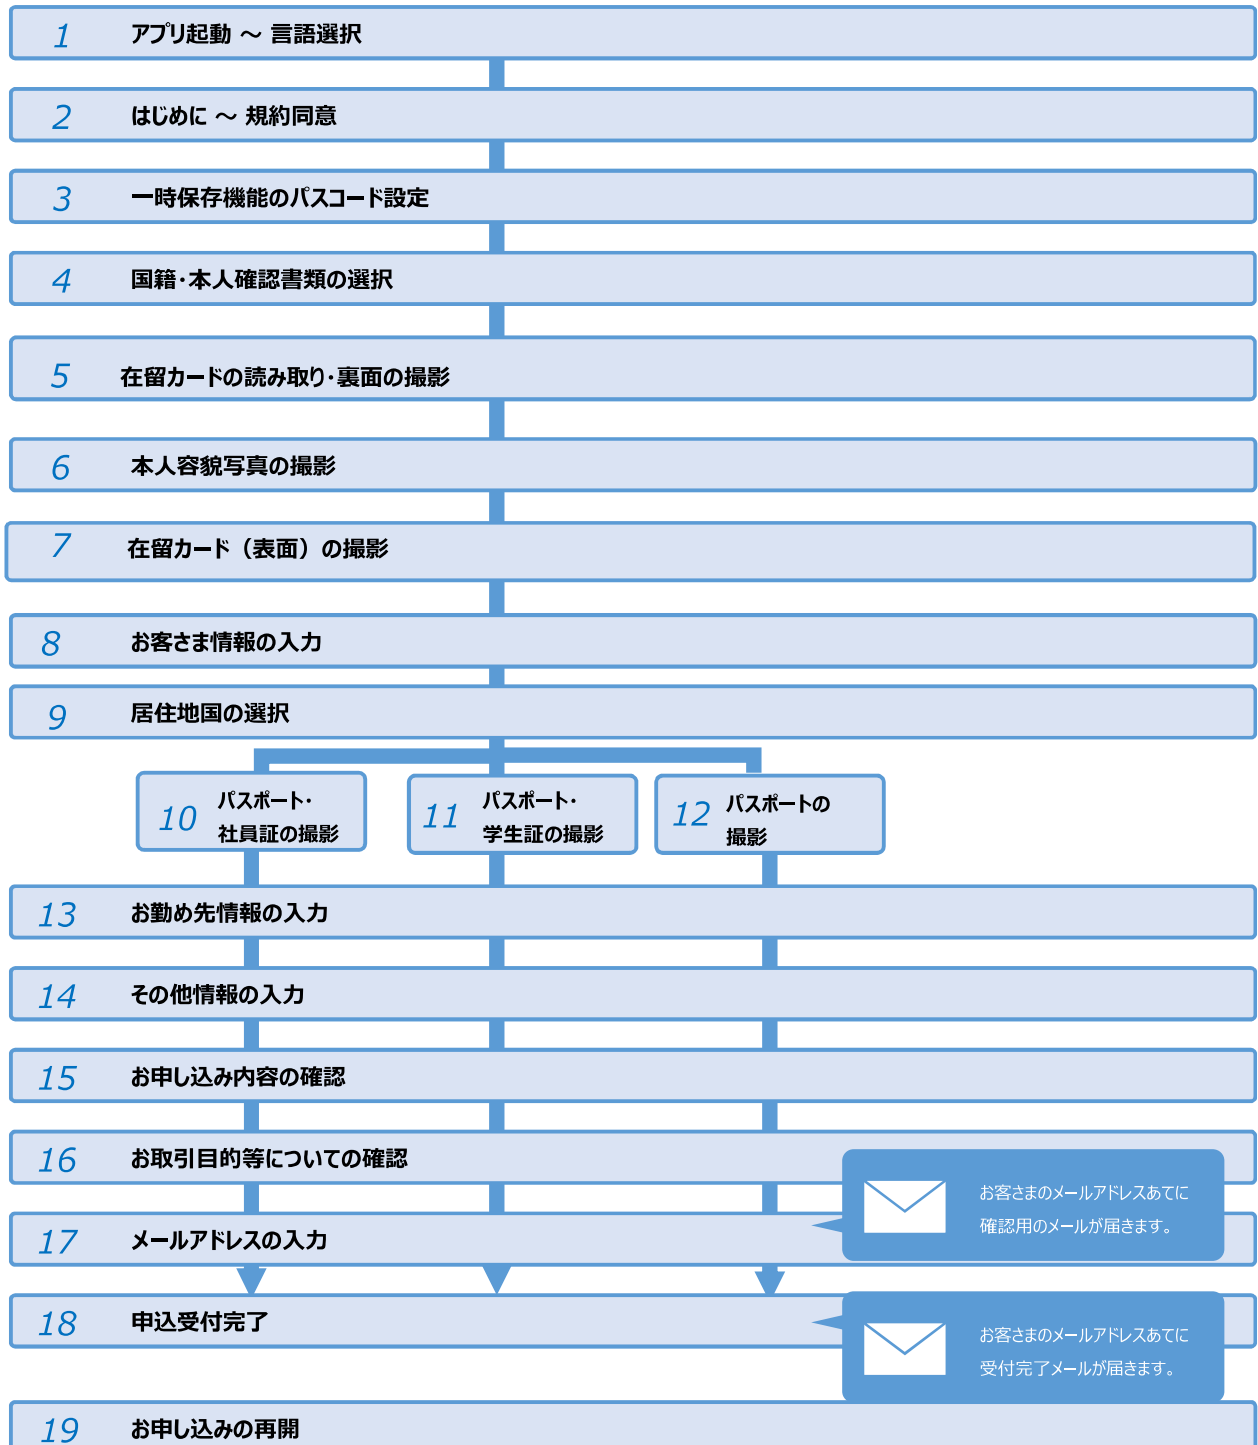 1 アプリ起動 ～ 言語選択
2 はじめに ～ 規約同意
3 一時保存機能のパスコード設定
4 国籍・本人確認書類の選択
5 在留カードの読み取り・裏面の撮影
6 本人容貌写真の撮影
7 在留カード（表面）の撮影
8 お客さま情報の入力
9 居住地国の選択
10 パスポート・
社員証の撮影
11 パスポート・
学生証の撮影
12 パスポートの
撮影
13 お勤め先情報の入力
14 その他情報の入力
15 お申し込み内容の確認
16 お取引目的等についての確認
お客さまのメールアドレスあてに
確認用のメールが届きます。
17 メールアドレスの入力
18 申込受付完了
お客さまのメールアドレスあてに
受付完了メールが届きます。
19 お申し込みの再開